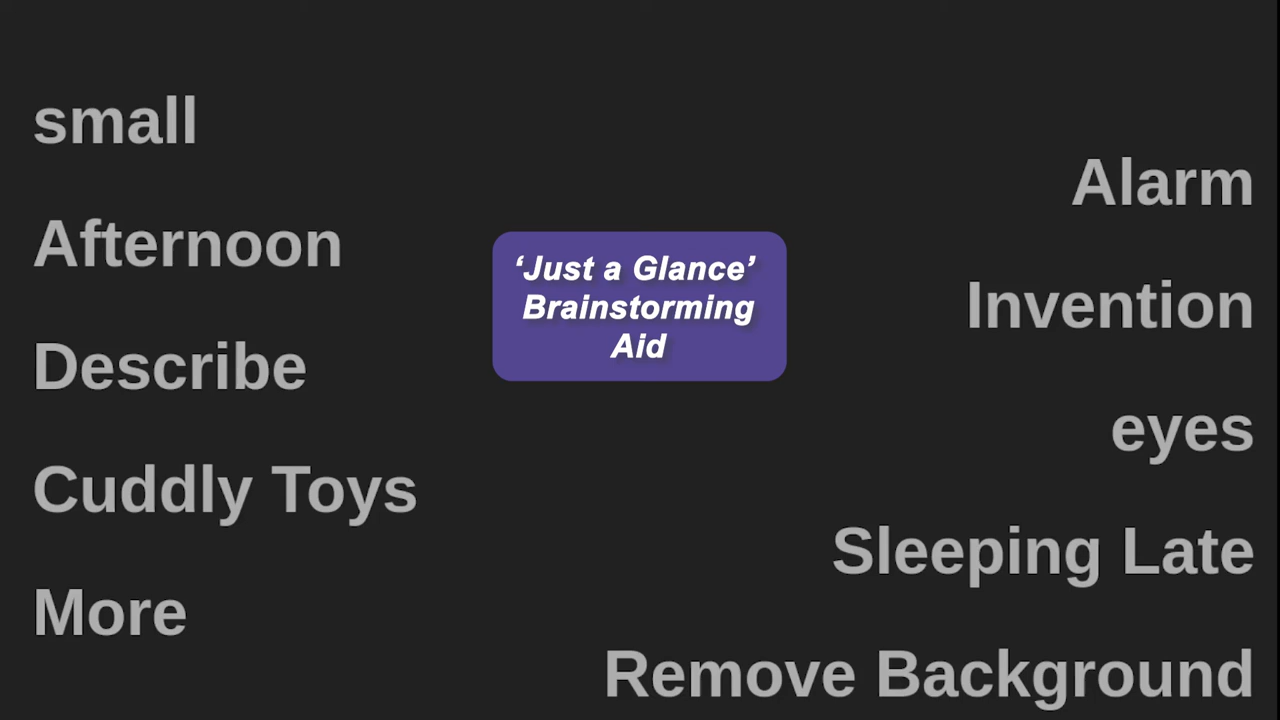 small
Afternoon
Describe
Cuddly Toys
More
‘Just a Glance’
Brainstorming
Aid
Alarm
Invention
eyes
Sleeping Late
Remove Background